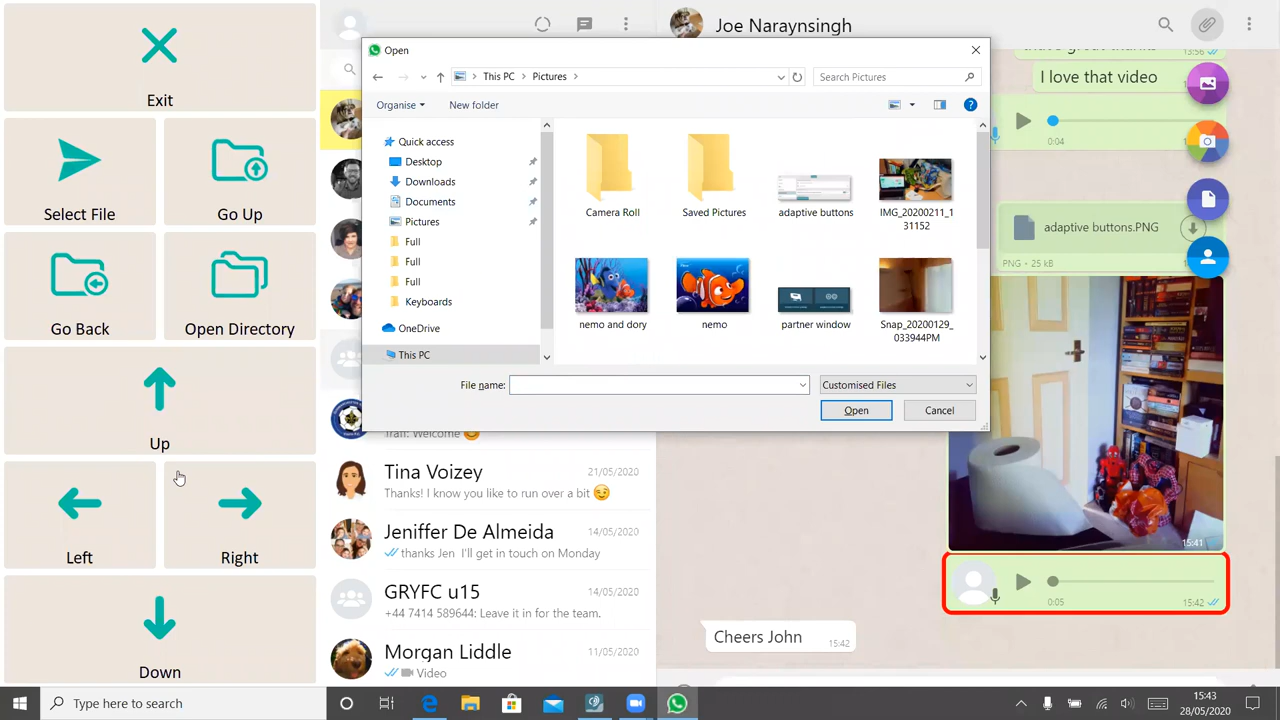 Exit
Select File
Go Up
Go Back
Open Directory
Up
Left
Right
Down
Open
This PC
Pictures
Search Pictures
Organise
New folder
Quick access
Desktop
Downloads
Documents
Pictures
Full
Full
Full
Keyboards
OneDrive
This PC
Camera Roll
Saved Pictures
adaptive buttons
IMG_20200211_1
31152
nemo and dory
nemo
partner window
Snap_20200129_
033944PM
File name:
Customised Files
Open
Cancel
Tina Voizey
21/05/2020
Thanks! I know you like to run over a bit
Jeniffer De Almeida
14/05/2020
thanks Jen I'll get in touch on Monday
GRYFC u15
14/05/2020
+44 7414 589644: Leave it in for the team.
Morgan Liddle
11/05/2020
Video
Joe Naraynsingh
13:56
I love that video
0:04
adaptive buttons.PNG
PNG • 25 kB
15:41
0:05
15:42
Cheers John
15:42
Type here to search
15:43
28/05/2020